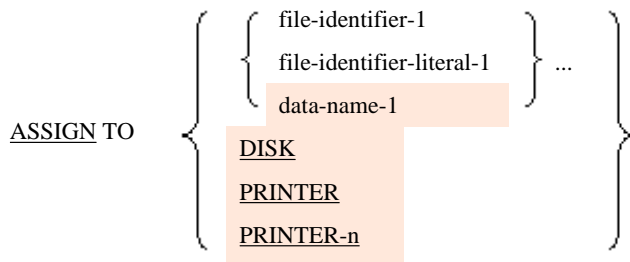 file-identifier-1
file-identifier-literal-1 ...
data-name-1
ASSIGN TO
DISK
PRINTER
PRINTER-n